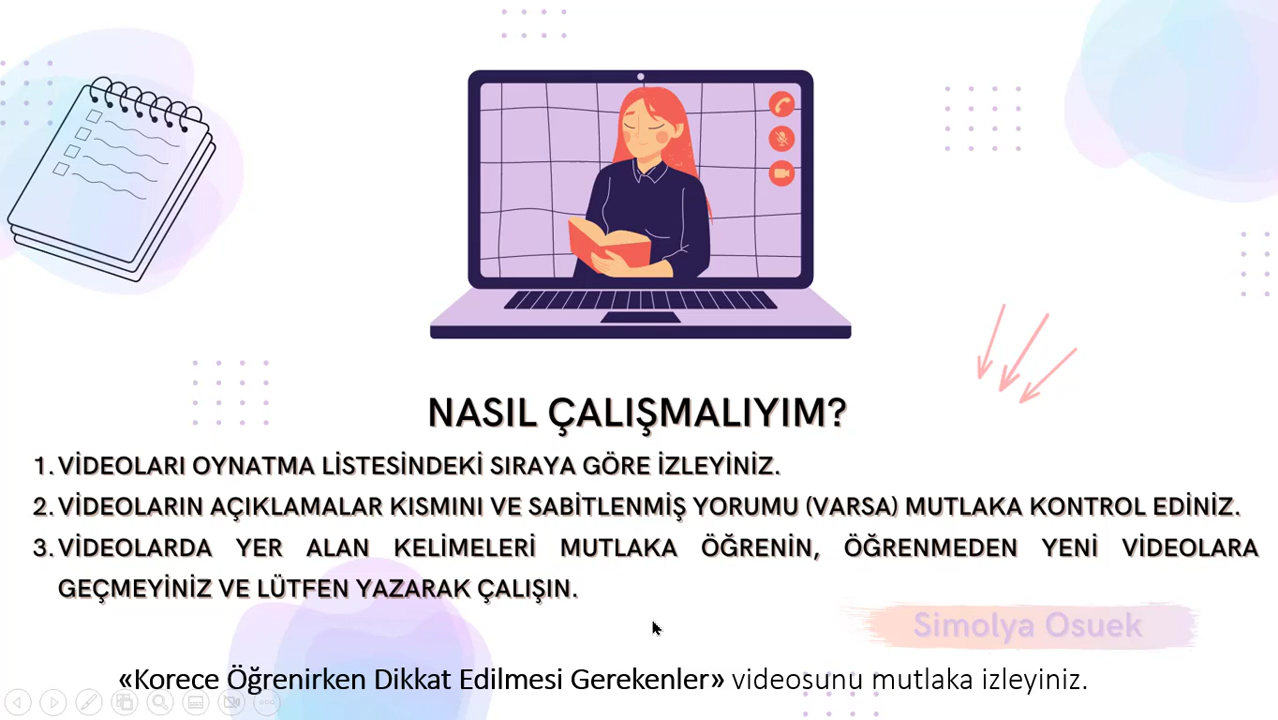 NASIL ÇALIŞMALIYIM?
1. VİDEOLARI OYNATMA LİSTESİNDEKİ SIRAYA GÖRE İZLEYİNİZ.
2. VİDEOLARIN AÇIKLAMALAR KISMINI VE SABİTLENMİŞ YORUMU (VARSA) MUTLAKA KONTROL EDİNİZ.
3. VİDEOLARDA YER ALAN KELİMELERİ MUTLAKA ÖĞRENİN, ÖĞRENMEDEN YENİ VİDEOLARA
GEÇMEYİNİZ VE LÜTFEN YAZARAK ÇALIŞIN.
Simolya Osuek
«Korece Öğrenirken Dikkat Edilmesi Gerekenler» videosunu mutlaka izleyiniz.